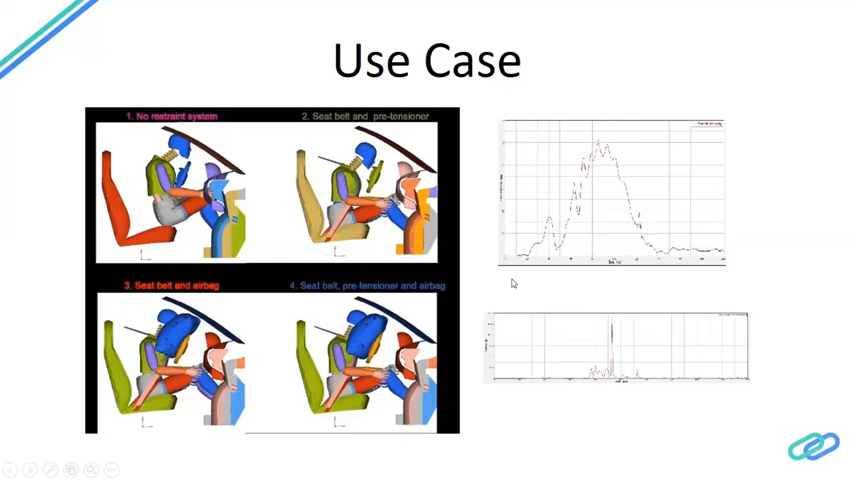 Use Case
1. No restraint system
2. Seat belt and pre-tensioner
3. Seat belt and airbag
4. Seat belt, pre-tensioner and airbag